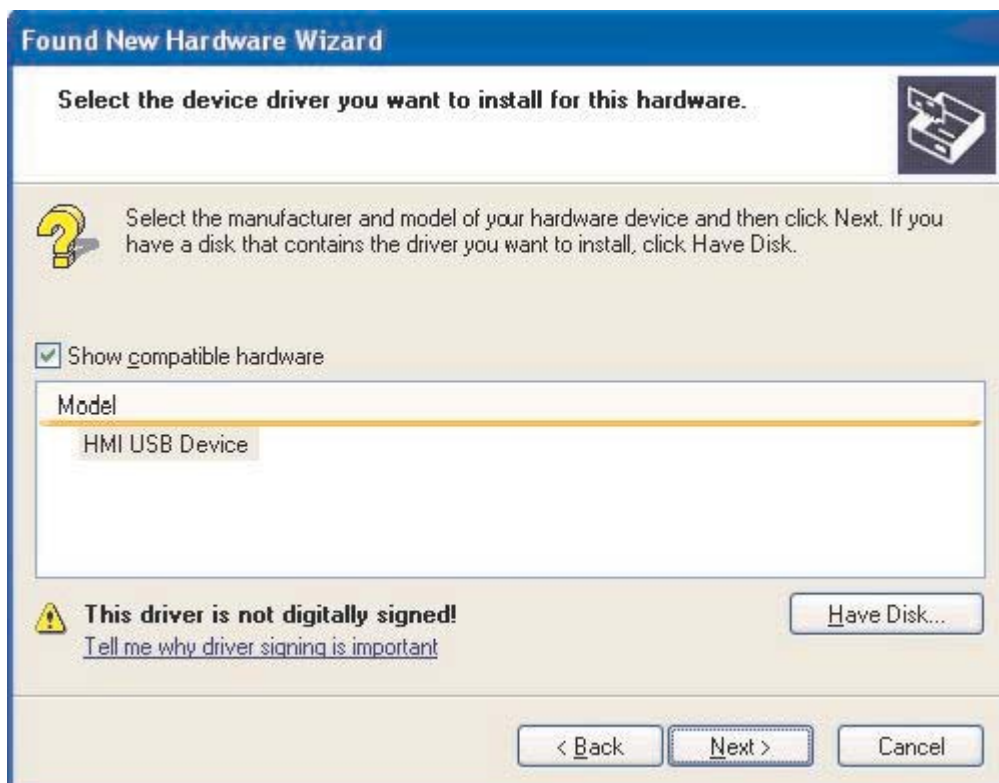 Found New Hardware Wizard
Select the device driver you want to install for this hardware.
Select the manufacturer and model of your hardware device and then click Next. If you
have a disk that contains the driver you want to install, click Have Disk.
Show compatible hardware
Model
HMI USB Device
This driver is not digitally signed!
Have Disk...
Tell me why driver signing is important
< Back
Next >
Cancel